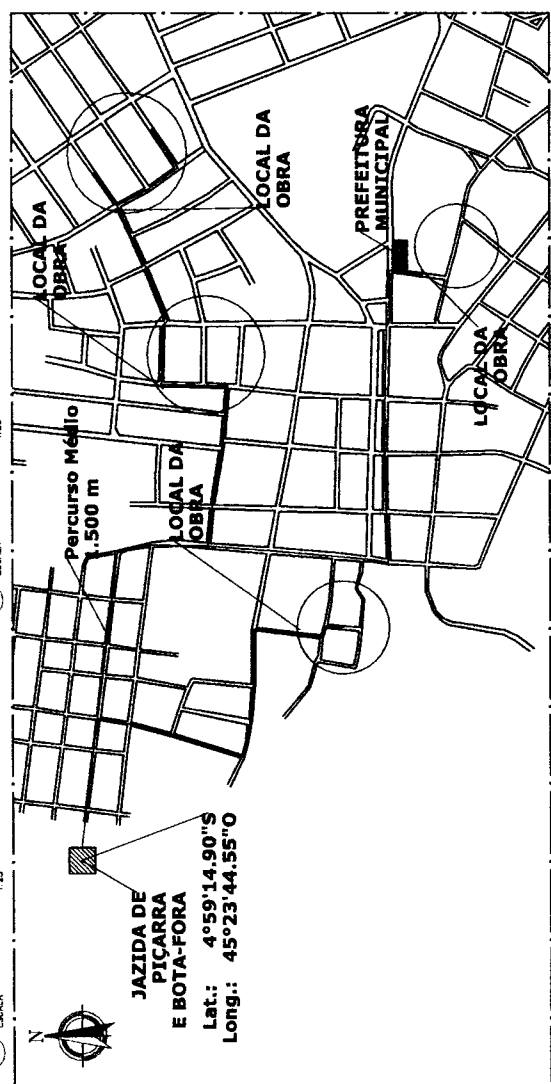 LOCAL DA
OBRA
LOCAL DA
OBRA
Percurso Médio
1.500 m
LOCAL DA
OBRA
PREFEITURA
MUNICIPAL
LOCAL DA
OBRA
JAZIDA DE
PIÇARRA
E BOTA-FORA
Lat.: 4°59'14.90"S
Long.: 45°23'44.55"O
N